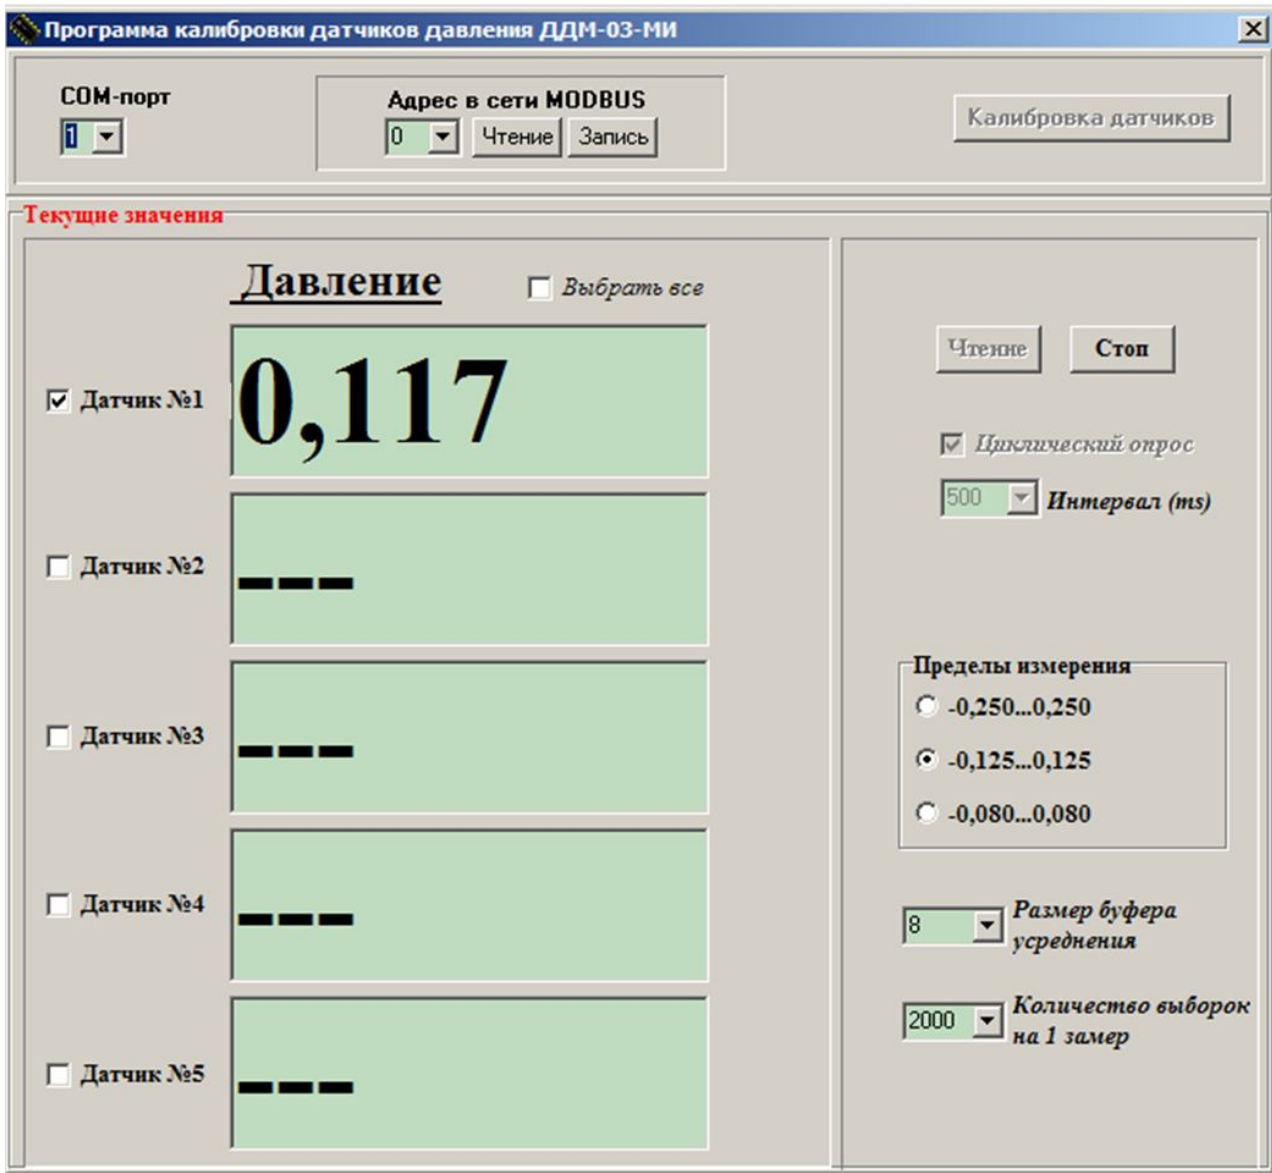 Программа калибровки датчиков давления ДДМ-03-МИ
COM-порт
1
Адрес в сети MODBUS
0 Чтение Запись
Калибровка датчиков
Текущие значения
Давление
Выбрать все
Датчик №1 0,117
Датчик №2 ---
Датчик №3 ---
Датчик №4 ---
Датчик №5 ---
Чтение Стоп
Циклический опрос
500 Интервал (ms)
Пределы измерения
-0,250...0,250
-0,125...0,125
-0,080...0,080
8 Размер буфера
усреднения
2000 Количество выборок
на 1 замер